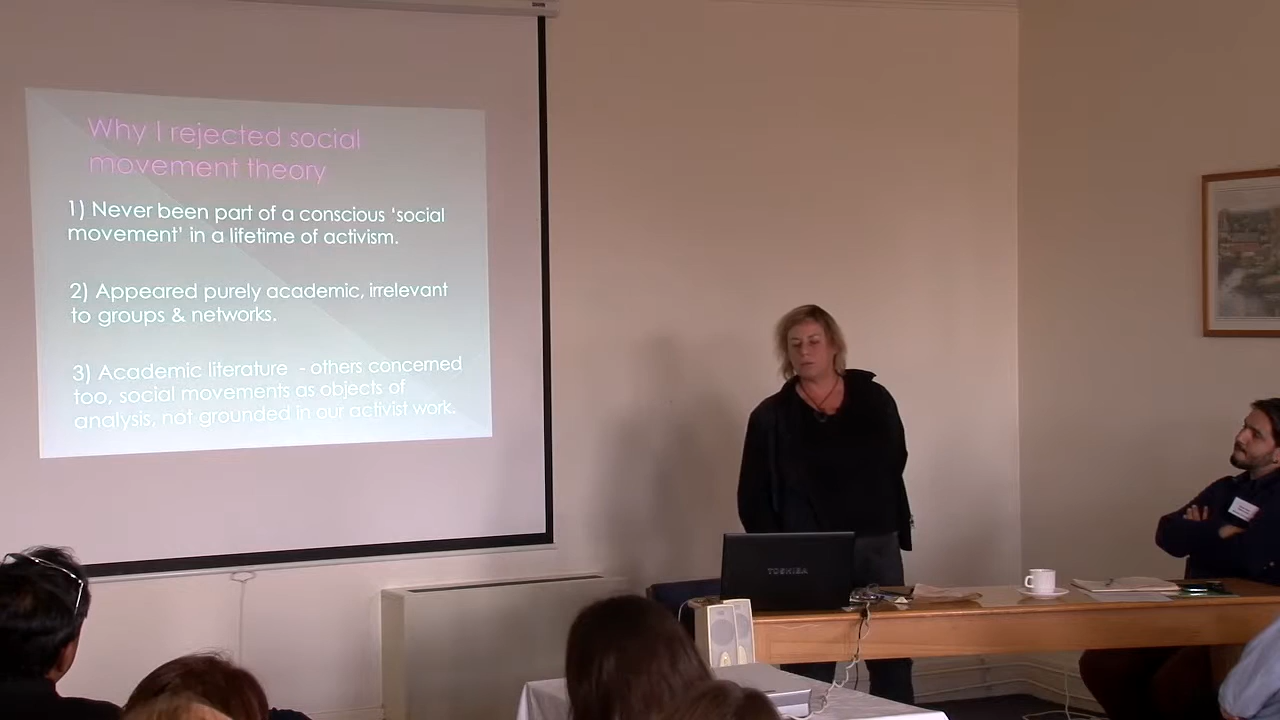 Why I rejected social
movement theory
1) Never been part of a conscious ‘social
movement’ in a lifetime of activism.
2) Appeared purely academic, irrelevant
to groups & networks.
3) Academic literature - others concerned
too, social movements as objects of
analysis, not grounded in our activist work.
TOSHIBA